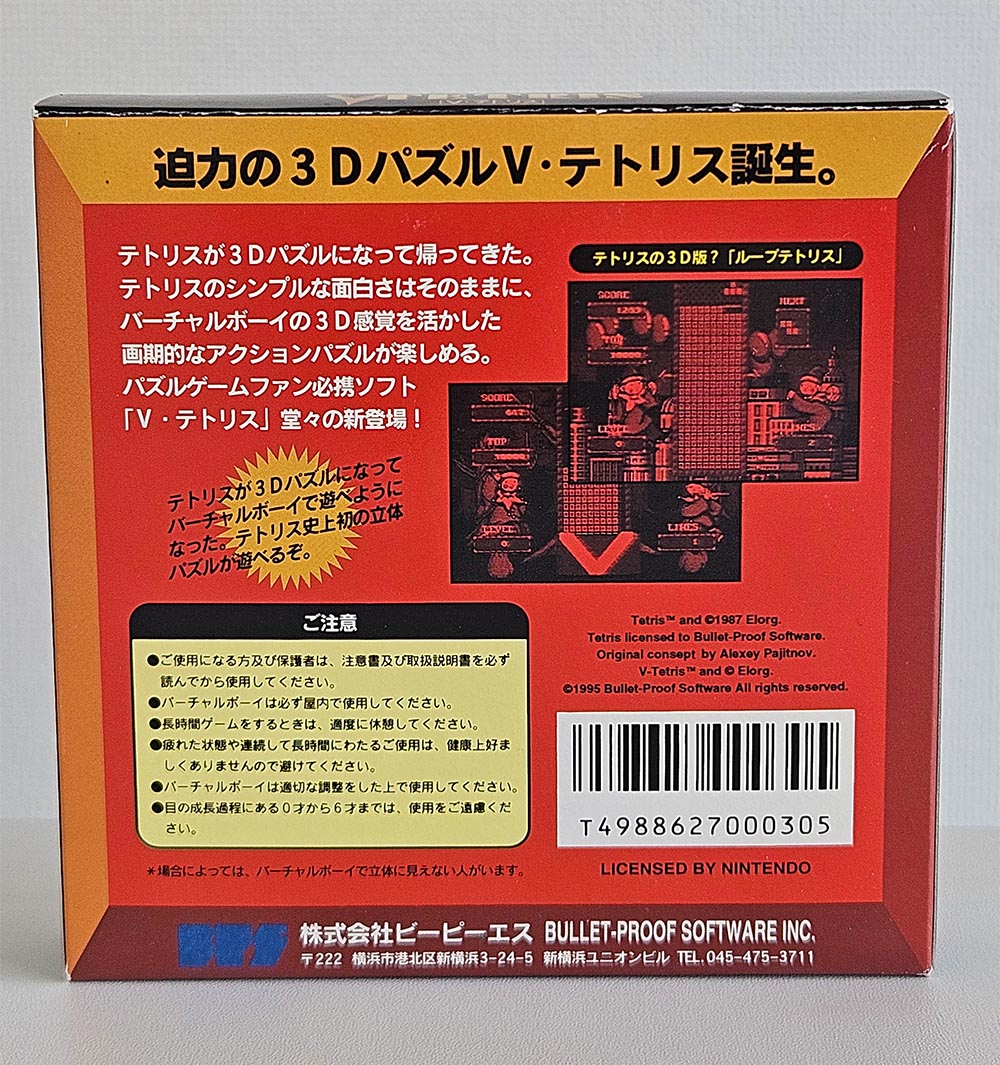 迫力の3DパズルV・テトリス誕生。
テトリスが3Dパズルになって帰ってきた。
テトリスのシンプルな面白さはそのままに、
バーチャルボーイの3D感覚を活かした
画期的なアクションパズルが楽しめる。
パズルゲームファン必携ソフト
「V・テトリス」堂々の新登場!
テトリスの3D版?「ループテトリス」
SCORE
NEXT
TOP
LEVEL
LINES
SCORE
TOP
LEVEL
LINES
テトリスが3Dパズルになって
バーチャルボーイで遊べように
なった。テトリス史上初の立体
パズルが遊べるぞ。
ご注意
●ご使用になる方及び保護者は、注意書及び取扱説明書を必ず
読んでから使用してください。
●バーチャルボーイは必ず屋内で使用してください。
●長時間ゲームをするときは、適度に休憩してください。
●疲れた状態や連続して長時間にわたるご使用は、健康上好ま
しくありませんので避けてください。
●バーチャルボーイは適切な調整をした上で使用してください。
●目の成長過程にある0才から6才までは、使用をご遠慮くだ
さい。
*場合によっては、バーチャルボーイで立体に見えない人がいます。
Tetris™ and ©1987 Elorg.
Tetris licensed to Bullet-Proof Software.
Original consept by Alexey Pajitnov.
V-Tetris™ and © Elorg.
©1995 Bullet-Proof Software All rights reserved.
T4988627000305
LICENSED BY NINTENDO
BPS 株式会社ビーピーエス BULLET-PROOF SOFTWARE INC.
〒222 横浜市港北区新横浜3-24-5 新横浜ユニオンビル TEL.045-475-3711